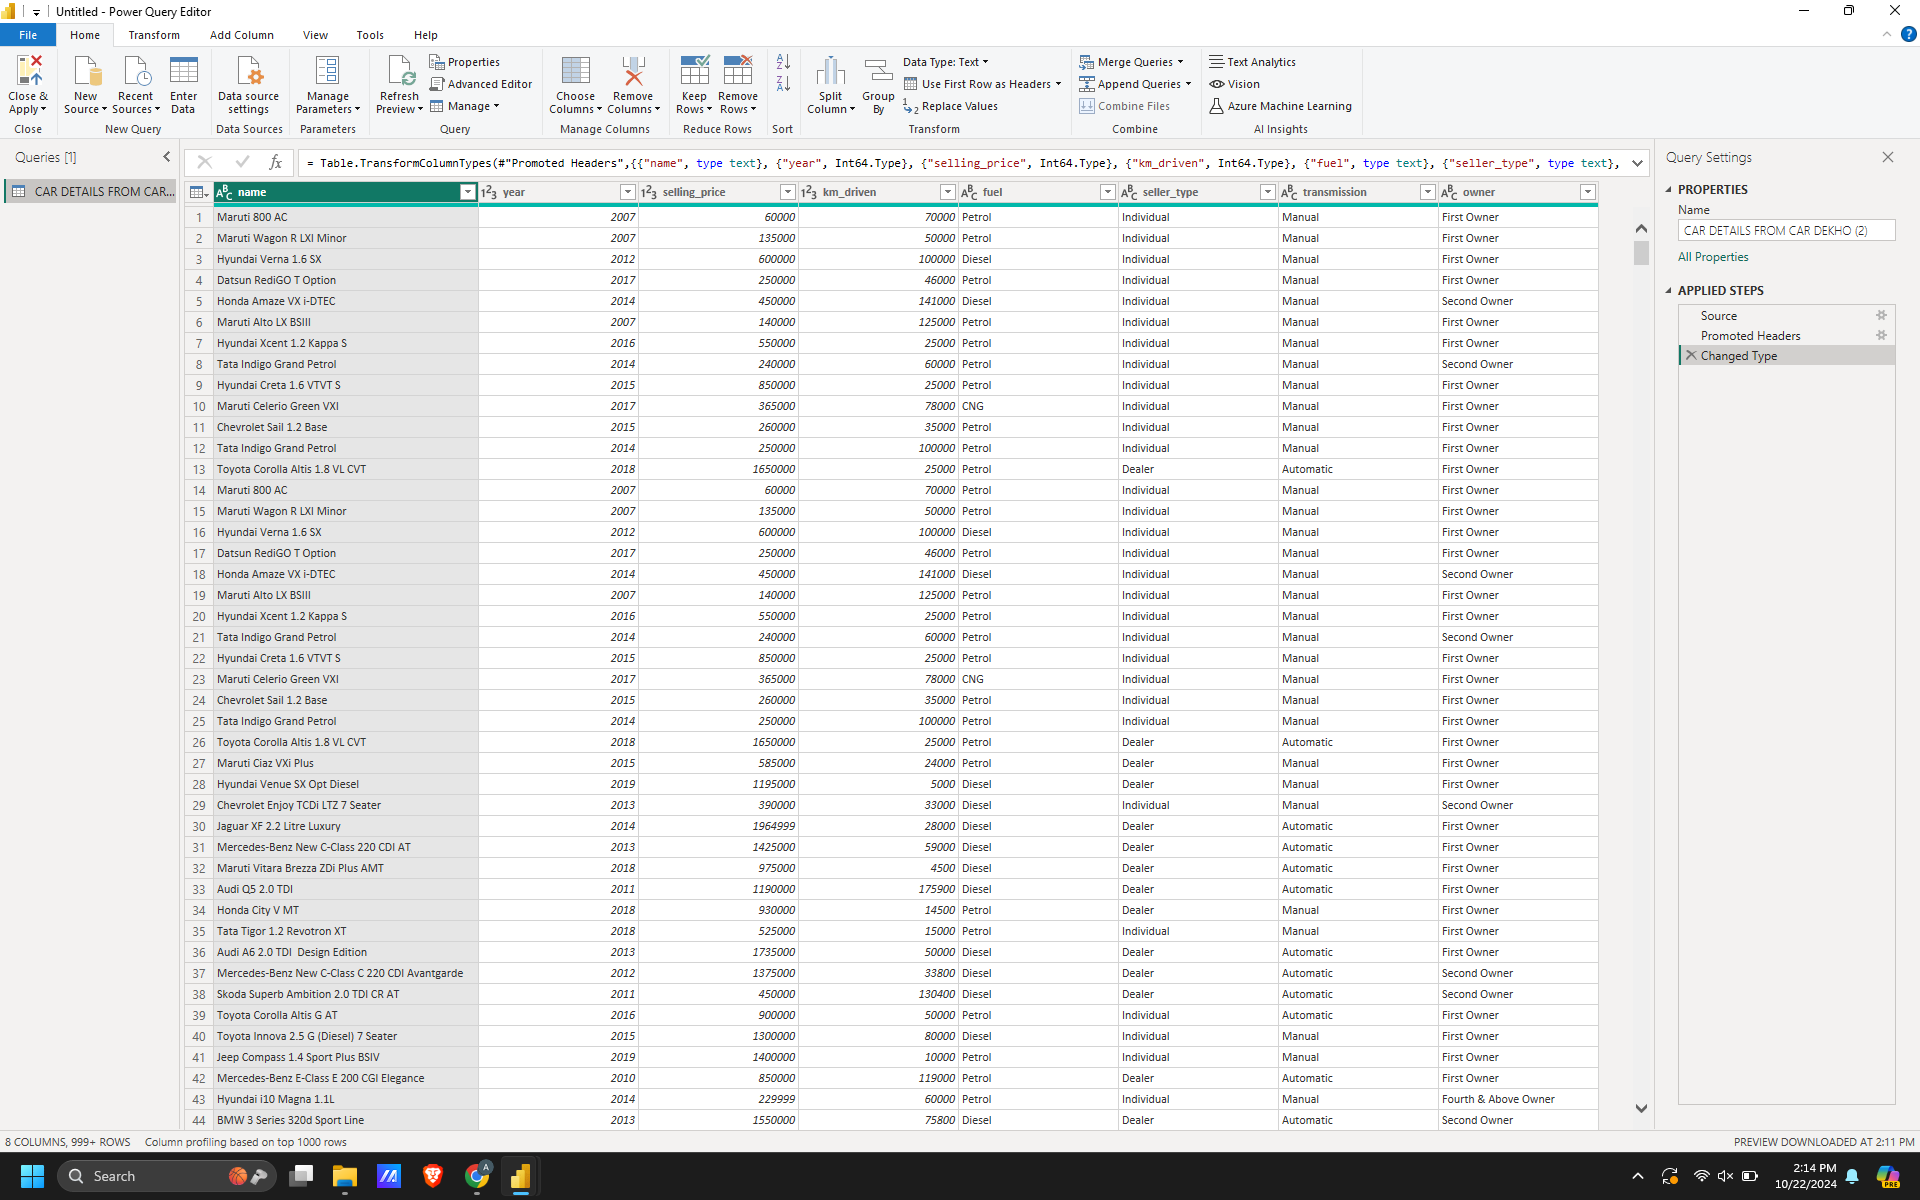 Untitled - Power Query Editor
File Home Transform Add Column View Tools Help
Close & Apply
Close
New Source
Recent Sources
Enter Data
New Query
Data source settings
Data Sources
Manage Parameters
Parameters
Refresh Preview
Properties
Advanced Editor
Manage
Query
Choose Columns
Remove Columns
Manage Columns
Keep Rows
Remove Rows
Reduce Rows
Sort
Split Column
Group By
Data Type: Text
Use First Row as Headers
Replace Values
Transform
Merge Queries
Append Queries
Combine Files
Combine
Text Analytics
Vision
Azure Machine Learning
AI Insights
Queries [1]
CAR DETAILS FROM CAR...
= Table.TransformColumnTypes(#"Promoted Headers",{{"name", type text}, {"year", Int64.Type}, {"selling_price", Int64.Type}, {"km_driven", Int64.Type}, {"fuel", type text}, {"seller_type", type text},
name year selling_price km_driven fuel seller_type transmission owner
1 Maruti 800 AC 2007 60000 70000 Petrol Individual Manual First Owner
2 Maruti Wagon R LXI Minor 2007 135000 50000 Petrol Individual Manual First Owner
3 Hyundai Verna 1.6 SX 2012 600000 100000 Diesel Individual Manual First Owner
4 Datsun RediGO T Option 2017 250000 46000 Petrol Individual Manual First Owner
5 Honda Amaze VX i-DTEC 2014 450000 141000 Diesel Individual Manual Second Owner
6 Maruti Alto LX BSIII 2007 140000 125000 Petrol Individual Manual First Owner
7 Hyundai Xcent 1.2 Kappa S 2016 550000 25000 Petrol Individual Manual First Owner
8 Tata Indigo Grand Petrol 2014 240000 60000 Petrol Individual Manual Second Owner
9 Hyundai Creta 1.6 VTVT S 2015 850000 25000 Petrol Individual Manual First Owner
10 Maruti Celerio Green VXI 2017 365000 78000 CNG Individual Manual First Owner
11 Chevrolet Sail 1.2 Base 2015 260000 35000 Petrol Individual Manual First Owner
12 Tata Indigo Grand Petrol 2014 250000 100000 Petrol Individual Manual First Owner
13 Toyota Corolla Altis 1.8 VL CVT 2018 1650000 25000 Petrol Dealer Automatic First Owner
14 Maruti 800 AC 2007 60000 70000 Petrol Individual Manual First Owner
15 Maruti Wagon R LXI Minor 2007 135000 50000 Petrol Individual Manual First Owner
16 Hyundai Verna 1.6 SX 2012 600000 100000 Diesel Individual Manual First Owner
17 Datsun RediGO T Option 2017 250000 46000 Petrol Individual Manual First Owner
18 Honda Amaze VX i-DTEC 2014 450000 141000 Diesel Individual Manual Second Owner
19 Maruti Alto LX BSIII 2007 140000 125000 Petrol Individual Manual First Owner
20 Hyundai Xcent 1.2 Kappa S 2016 550000 25000 Petrol Individual Manual First Owner
21 Tata Indigo Grand Petrol 2014 240000 60000 Petrol Individual Manual Second Owner
22 Hyundai Creta 1.6 VTVT S 2015 850000 25000 Petrol Individual Manual First Owner
23 Maruti Celerio Green VXI 2017 365000 78000 CNG Individual Manual First Owner
24 Chevrolet Sail 1.2 Base 2015 260000 35000 Petrol Individual Manual First Owner
25 Tata Indigo Grand Petrol 2014 250000 100000 Petrol Individual Manual First Owner
26 Toyota Corolla Altis 1.8 VL CVT 2018 1650000 25000 Petrol Dealer Automatic First Owner
27 Maruti Ciaz VXi Plus 2015 585000 24000 Petrol Dealer Manual First Owner
28 Hyundai Venue SX Opt Diesel 2019 1195000 5000 Diesel Dealer Manual First Owner
29 Chevrolet Enjoy TCDi LTZ 7 Seater 2013 390000 33000 Diesel Individual Manual Second Owner
30 Jaguar XF 2.2 Litre Luxury 2014 1964999 28000 Diesel Dealer Automatic First Owner
31 Mercedes-Benz New C-Class 220 CDI AT 2013 1425000 59000 Diesel Dealer Automatic First Owner
32 Maruti Vitara Brezza ZDi Plus AMT 2018 975000 4500 Diesel Dealer Automatic First Owner
33 Audi Q5 2.0 TDI 2011 1190000 175900 Diesel Dealer Automatic First Owner
34 Honda City V MT 2018 930000 14500 Petrol Dealer Manual First Owner
35 Tata Tigor 1.2 Revotron XT 2018 525000 15000 Petrol Individual Manual First Owner
36 Audi A6 2.0 TDI  Design Edition 2013 1735000 50000 Diesel Dealer Automatic First Owner
37 Mercedes-Benz New C-Class C 220 CDI Avantgarde 2012 1375000 33800 Diesel Dealer Automatic Second Owner
38 Skoda Superb Ambition 2.0 TDI CR AT 2011 450000 130400 Diesel Dealer Automatic Second Owner
39 Toyota Corolla Altis G AT 2016 900000 50000 Petrol Individual Automatic First Owner
40 Toyota Innova 2.5 G (Diesel) 7 Seater 2015 1300000 80000 Diesel Individual Manual First Owner
41 Jeep Compass 1.4 Sport Plus BSIV 2019 1400000 10000 Petrol Individual Manual First Owner
42 Mercedes-Benz E-Class E 200 CGI Elegance 2010 850000 119000 Petrol Dealer Automatic First Owner
43 Hyundai i10 Magna 1.1L 2014 229999 60000 Petrol Individual Manual Fourth & Above Owner
44 BMW 3 Series 320d Sport Line 2013 1550000 75800 Diesel Dealer Automatic Second Owner
Query Settings
PROPERTIES
Name
CAR DETAILS FROM CAR DEKHO (2)
All Properties
APPLIED STEPS
Source
Promoted Headers
Changed Type
8 COLUMNS, 999+ ROWS Column profiling based on top 1000 rows
PREVIEW DOWNLOADED AT 2:11 PM
Search
2:14 PM
10/22/2024